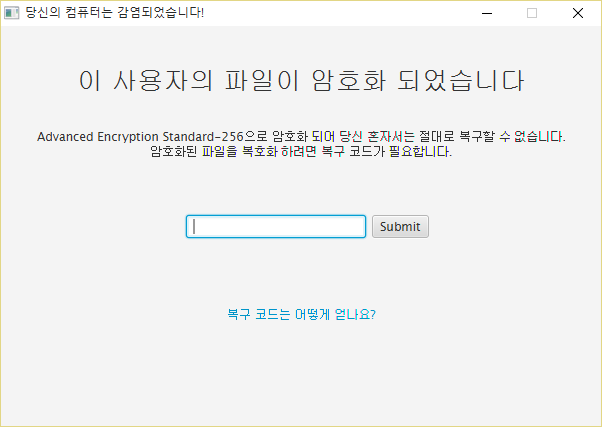 당신의 컴퓨터는 감염되었습니다!
이 사용자의 파일이 암호화 되었습니다
Advanced Encryption Standard-256으로 암호화 되어 당신 혼자서는 절대로 복구할 수 없습니다.
암호화된 파일을 복호화 하려면 복구 코드가 필요합니다.
Submit
복구 코드는 어떻게 얻나요?